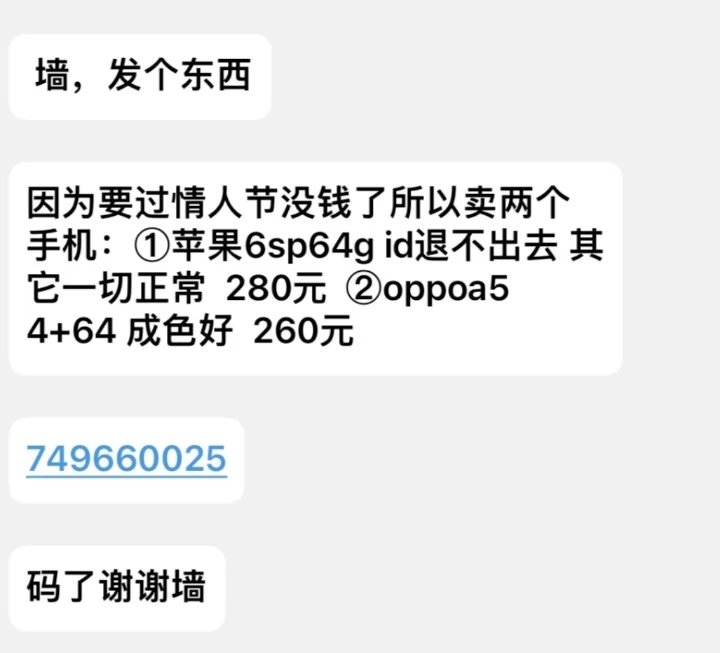 墙，发个东西
因为要过情人节没钱了所以卖两个
手机：①苹果6sp64g id退不出去 其
它一切正常  280元  ②oppoa5
4+64 成色好  260元
749660025
码了谢谢墙